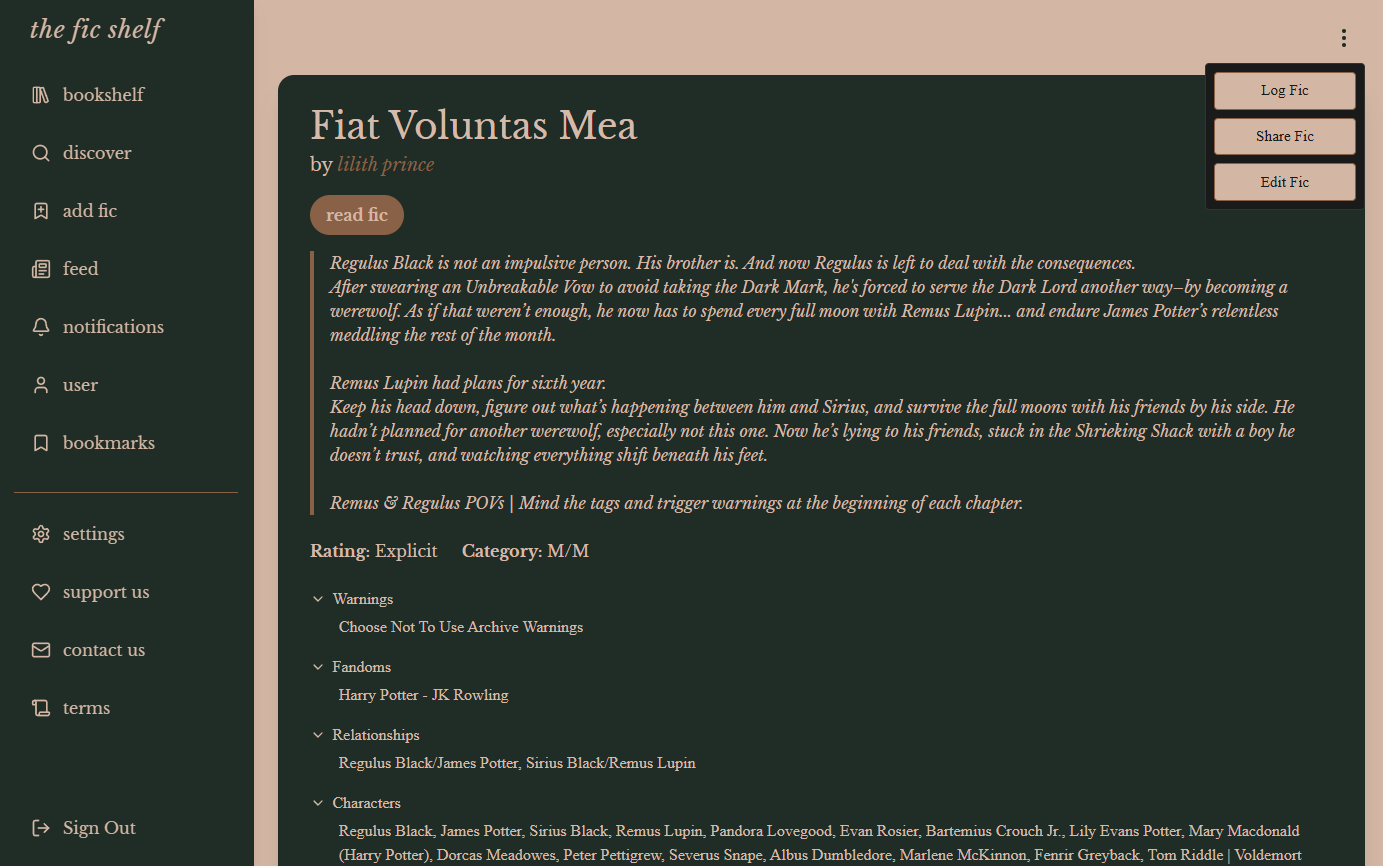 the fic shelf
bookshelf
discover
add fic
feed
notifications
user
bookmarks
settings
support us
contact us
terms
Sign Out
Log Fic
Share Fic
Edit Fic
Fiat Voluntas Mea
by lilith prince
read fic
Regulus Black is not an impulsive person. His brother is. And now Regulus is left to deal with the consequences.
After swearing an Unbreakable Vow to avoid taking the Dark Mark, he's forced to serve the Dark Lord another way–by becoming a
werewolf. As if that weren’t enough, he now has to spend every full moon with Remus Lupin... and endure James Potter’s relentless
meddling the rest of the month.
Remus Lupin had plans for sixth year.
Keep his head down, figure out what’s happening between him and Sirius, and survive the full moons with his friends by his side. He
hadn’t planned for another werewolf, especially not this one. Now he’s lying to his friends, stuck in the Shrieking Shack with a boy he
doesn’t trust, and watching everything shift beneath his feet.
Remus & Regulus POVs | Mind the tags and trigger warnings at the beginning of each chapter.
Rating: Explicit Category: M/M
Warnings
Choose Not To Use Archive Warnings
Fandoms
Harry Potter - JK Rowling
Relationships
Regulus Black/James Potter, Sirius Black/Remus Lupin
Characters
Regulus Black, James Potter, Sirius Black, Remus Lupin, Pandora Lovegood, Evan Rosier, Bartemius Crouch Jr., Lily Evans Potter, Mary Macdonald
(Harry Potter), Dorcas Meadowes, Peter Pettigrew, Severus Snape, Albus Dumbledore, Marlene McKinnon, Fenrir Greyback, Tom Riddle | Voldemort